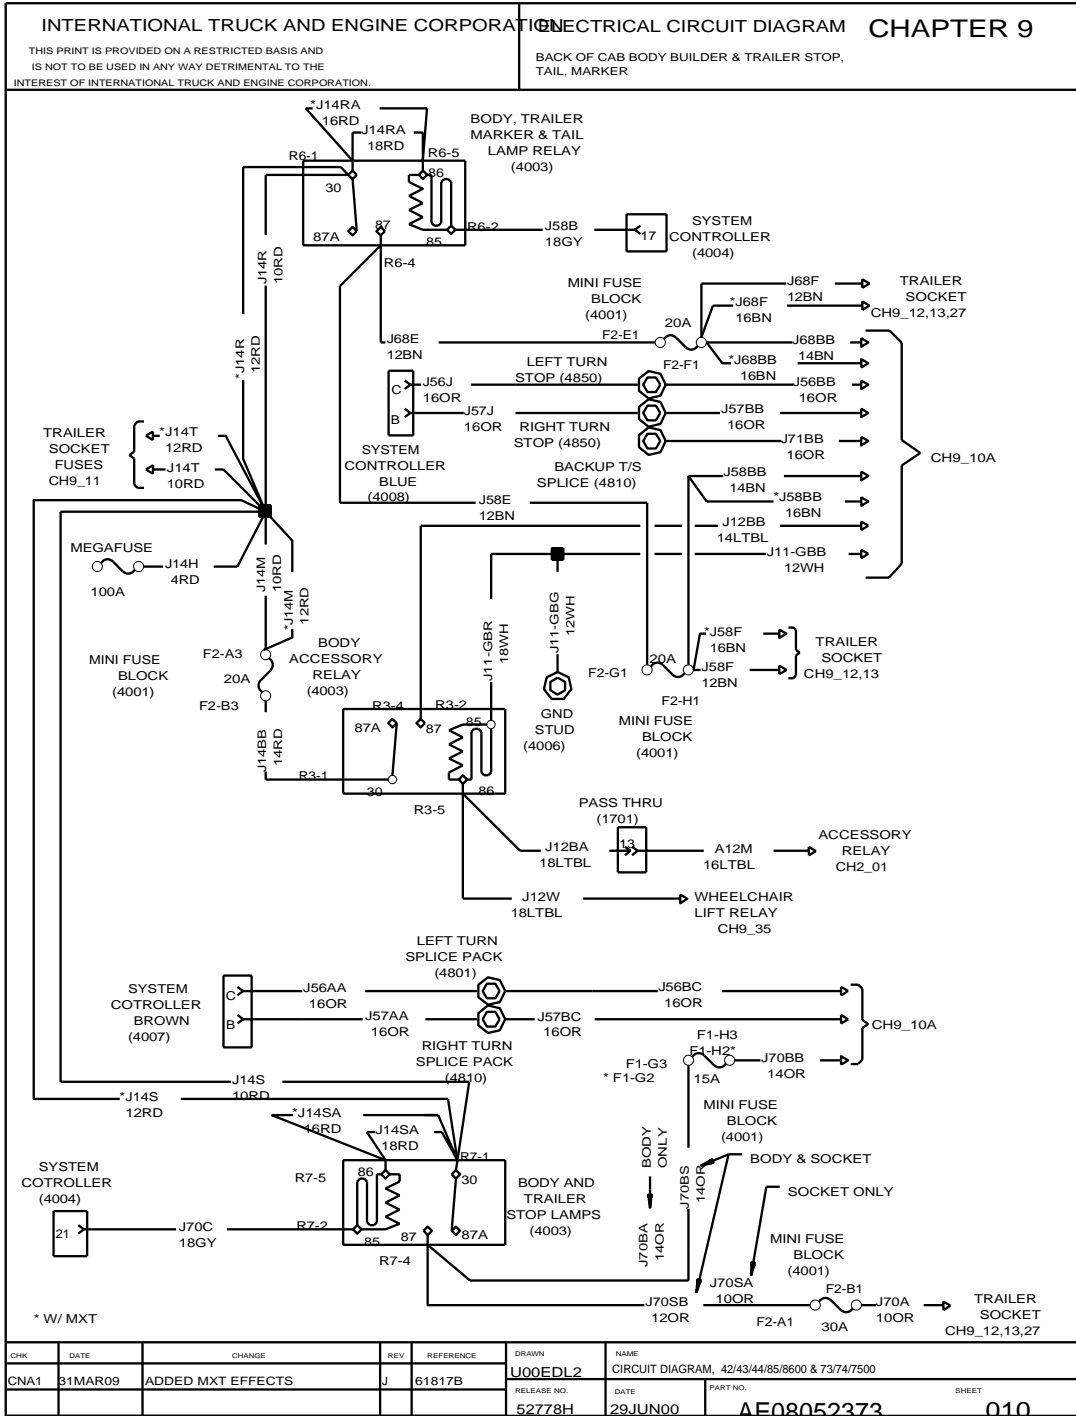 INTERNATIONAL TRUCK AND ENGINE CORPORATION
THIS PRINT IS PROVIDED ON A RESTRICTED BASIS AND
IS NOT TO BE USED IN ANY WAY DETRIMENTAL TO THE
INTEREST OF INTERNATIONAL TRUCK AND ENGINE CORPORATION.
ELECTRICAL CIRCUIT DIAGRAM
CHAPTER 9
BACK OF CAB BODY BUILDER & TRAILER STOP,
TAIL, MARKER
*J14RA
16RD
J14RA
18RD
BODY, TRAILER
MARKER & TAIL
LAMP RELAY
(4003)
R6-1
R6-5
30
86
87A
87
85
R6-2
R6-4
J58B
18GY
17
SYSTEM
CONTROLLER
(4004)
J14R
10RD
*J14R
12RD
J68E
12BN
MINI FUSE
BLOCK
(4001)
20A
F2-E1
F2-F1
J68F
12BN
*J68F
16BN
TRAILER
SOCKET
CH9_12,13,27
J68BB
14BN
*J68BB
16BN
C
B
J56J
16OR
J57J
16OR
LEFT TURN
STOP (4850)
RIGHT TURN
STOP (4850)
J56BB
16OR
J57BB
16OR
J71BB
16OR
SYSTEM
CONTROLLER
BLUE
(4008)
BACKUP T/S
SPLICE (4810)
CH9_10A
TRAILER
SOCKET
FUSES
CH9_11
*J14T
12RD
J14T
10RD
J58E
12BN
J58BB
14BN
*J58BB
16BN
J12BB
14LTBL
J11-GBB
12WH
MEGAFUSE
100A
J14H
4RD
J14M
10RD
*J14M
12RD
J11-GBR
18WH
J11-GBG
12WH
MINI FUSE
BLOCK
(4001)
F2-A3
20A
F2-B3
BODY
ACCESSORY
RELAY
(4003)
GND
STUD
(4006)
F2-G1
20A
F2-H1
MINI FUSE
BLOCK
(4001)
*J58F
16BN
J58F
12BN
TRAILER
SOCKET
CH9_12,13
J14BB
14RD
R3-4
R3-2
87A
87
85
R3-1
30
86
R3-5
PASS THRU
(1701)
13
J12BA
18LTBL
A12M
16LTBL
ACCESSORY
RELAY
CH2_01
J12W
18LTBL
WHEELCHAIR
LIFT RELAY
CH9_35
LEFT TURN
SPLICE PACK
(4801)
SYSTEM
COTROLLER
BROWN
(4007)
C
B
J56AA
16OR
J57AA
16OR
J56BC
16OR
J57BC
16OR
CH9_10A
RIGHT TURN
SPLICE PACK
(4810)
F1-H3
F1-H2*
F1-G3
* F1-G2
15A
J70BB
14OR
MINI FUSE
BLOCK
(4001)
J14S
10RD
*J14S
12RD
*J14SA
16RD
J14SA
18RD
BODY
ONLY
J70BA
14OR
J70BS
14OR
BODY & SOCKET
SOCKET ONLY
SYSTEM
COTROLLER
(4004)
21
J70C
18GY
R7-1
R7-5
86
30
R7-2
85
87
87A
R7-4
BODY AND
TRAILER
STOP LAMPS
(4003)
MINI FUSE
BLOCK
(4001)
J70SB
12OR
J70SA
10OR
F2-B1
F2-A1
30A
J70A
10OR
TRAILER
SOCKET
CH9_12,13,27
* W/ MXT
CHK DATE CHANGE REV REFERENCE
CNA1 31MAR09 ADDED MXT EFFECTS J 61817B
DRAWN
U00EDL2
NAME
CIRCUIT DIAGRAM, 42/43/44/85/8600 & 73/74/7500
RELEASE NO.
52778H
DATE
29JUN00
PART NO.
AE08052373
SHEET
010